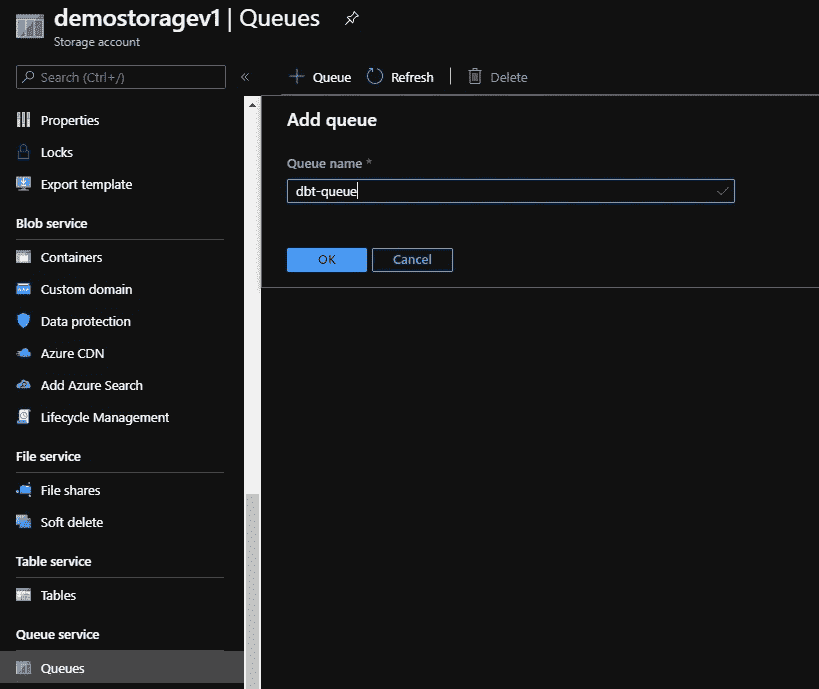 demostoragev1 | Queues
Storage account
Search (Ctrl+/)
«
Properties
Locks
Export template
Blob service
Containers
Custom domain
Data protection
Azure CDN
Add Azure Search
Lifecycle Management
File service
File shares
Soft delete
Table service
Tables
Queue service
Queues
Queue
Refresh
Delete
Add queue
Queue name *
dbt-queue
OK
Cancel